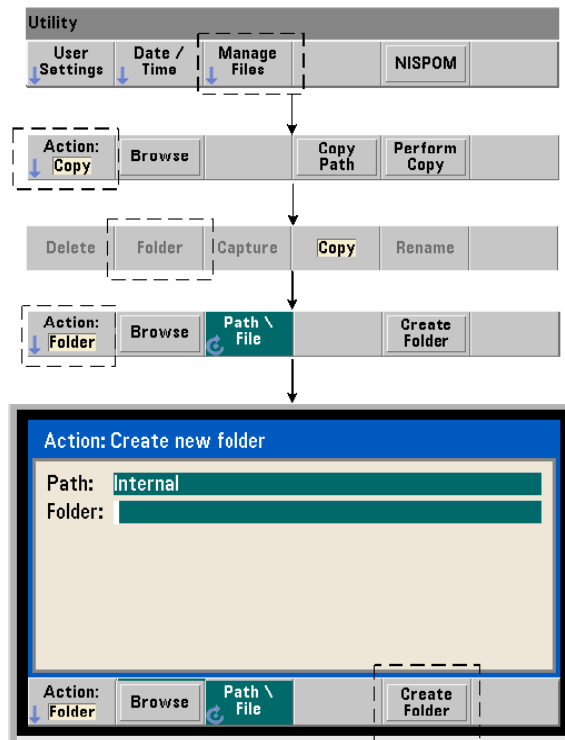 Utility
User Settings
Date / Time
Manage Files
NISPOM
Action: Copy
Browse
Copy Path
Perform Copy
Delete
Folder
Capture
Copy
Rename
Action: Folder
Browse
Path \ File
Create Folder
Action: Create new folder
Path: Internal
Folder:
Action: Folder
Browse
Path \ File
Create Folder